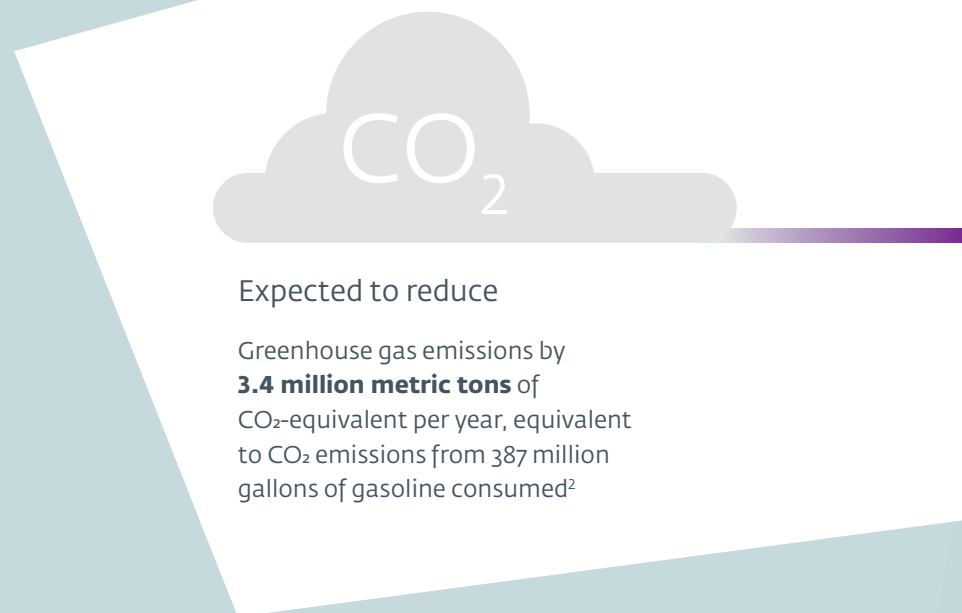 CO₂
Expected to reduce
Greenhouse gas emissions by
3.4 million metric tons of
CO₂-equivalent per year, equivalent
to CO₂ emissions from 387 million
gallons of gasoline consumed²